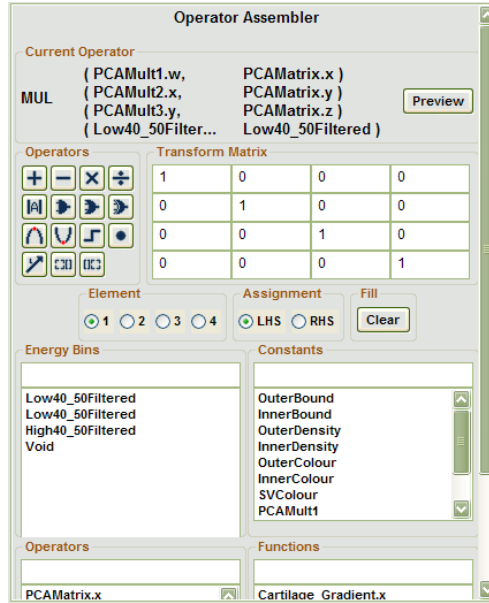 Operator Assembler
Current Operator
( PCAMult1.w, PCAMatrix.x )
MUL ( PCAMult2.x, PCAMatrix.y )
( PCAMult3.y, PCAMatrix.z )
( Low40_50Filter... Low40_50Filtered )
Preview
Operators
Transform Matrix
+ − × ÷
|A|
1 0 0 0
0 1 0 0
0 0 1 0
0 0 0 1
Element
1 2 3 4
Assignment
LHS RHS
Fill
Clear
Energy Bins
Low40_50Filtered
Low40_50Filtered
High40_50Filtered
Void
Constants
OuterBound
InnerBound
OuterDensity
InnerDensity
OuterColour
InnerColour
SVColour
PCAMult1
Operators
PCAMatrix.x
Functions
Cartilage_Gradient.x